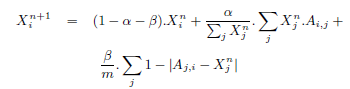 X_i^{n+1} = (1 − α − β).X_i^n + \frac{α}{\sum_j X_j^n}.\sum_j X_j^n.A_{i,j} +
\frac{β}{m}.\sum_j 1 − |A_{j,i} − X_j^n|